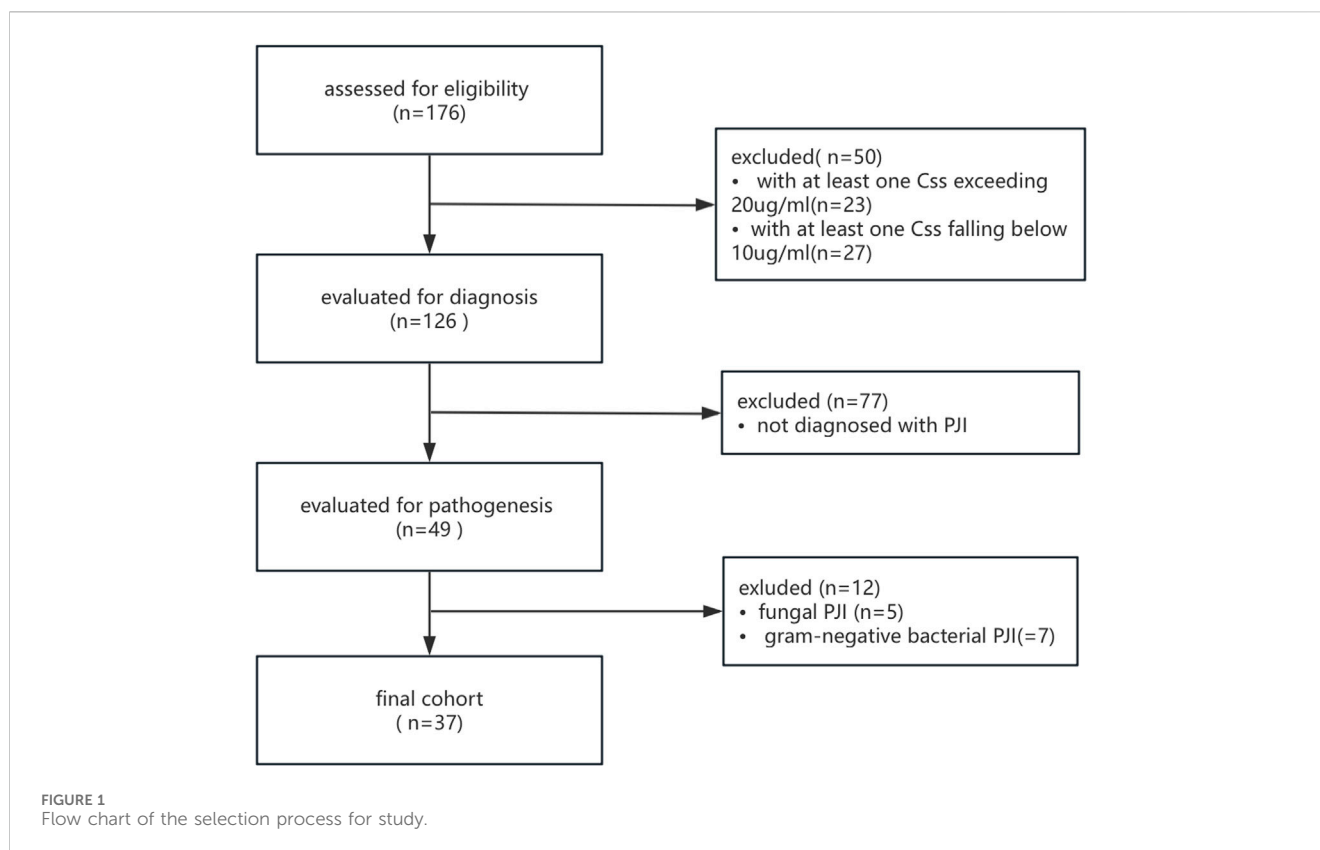 assessed for eligibility
(n=176)
excluded( n=50)
• with at least one Css exceeding
20ug/ml(n=23)
• with at least one Css falling below
10ug/ml(n=27)
evaluated for diagnosis
(n=126 )
excluded (n=77)
• not diagnosed with PJI
evaluated for pathogenesis
(n=49 )
exluded (n=12)
• fungal PJI (n=5)
• gram-negative bacterial PJI(=7)
final cohort
( n=37)
FIGURE 1
Flow chart of the selection process for study.